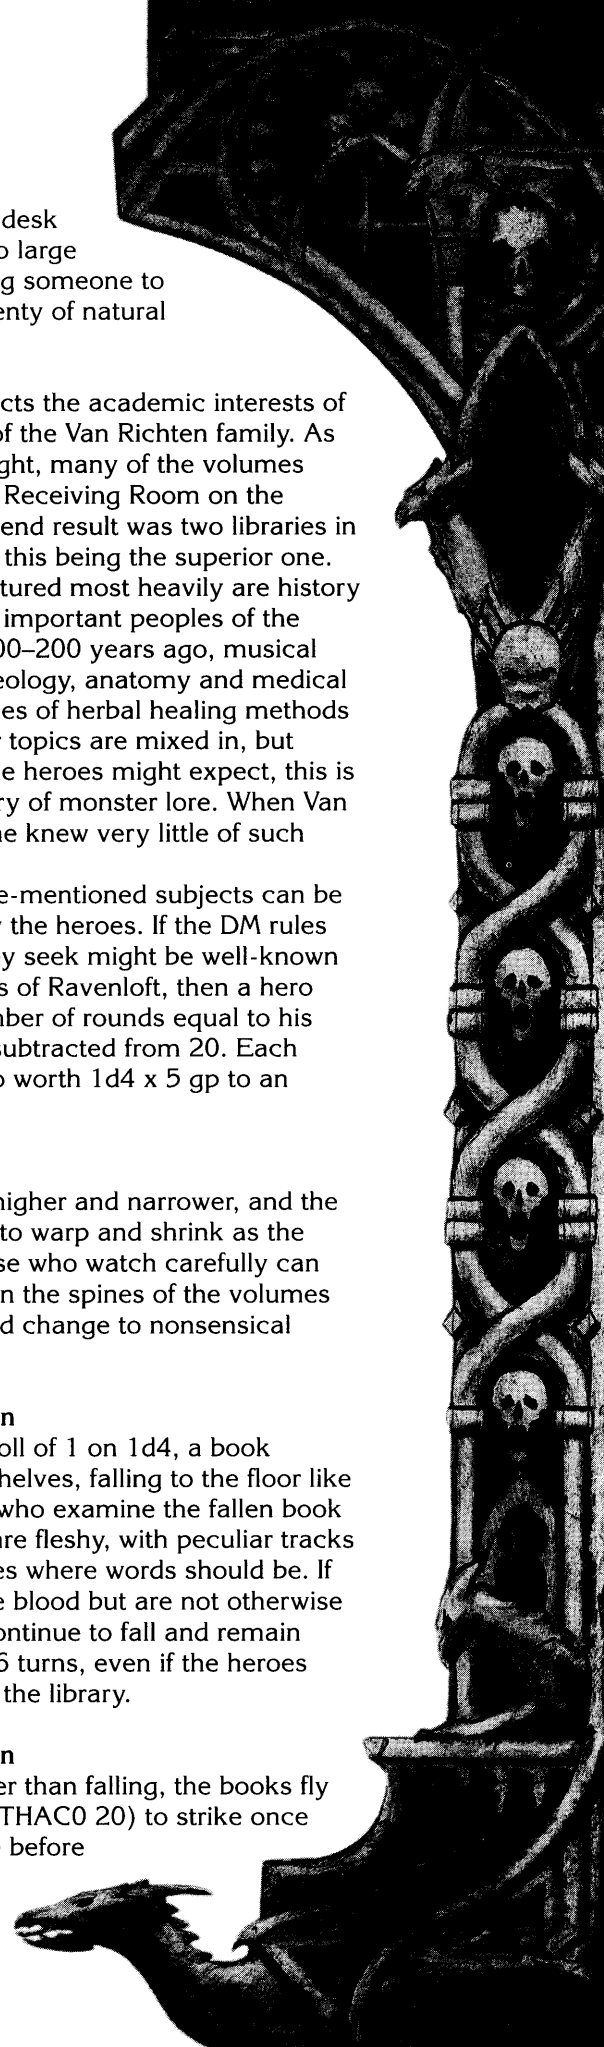 desk
o large
g someone to
enty of natural
cts the academic interests of
of the Van Richten family. As
ght, many of the volumes
Receiving Room on the
end result was two libraries in
this being the superior one.
tured most heavily are history
important peoples of the
00–200 years ago, musical
eology, anatomy and medical
es of herbal healing methods
r topics are mixed in, but
e heroes might expect, this is
ry of monster lore. When Van
he knew very little of such
e-mentioned subjects can be
y the heroes. If the DM rules
ey seek might be well-known
s of Ravenloft, then a hero
mber of rounds equal to his
subtracted from 20. Each
o worth 1d4 x 5 gp to an
higher and narrower, and the
to warp and shrink as the
se who watch carefully can
n the spines of the volumes
d change to nonsensical
n
oll of 1 on 1d4, a book
helves, falling to the floor like
who examine the fallen book
are fleshy, with peculiar tracks
es where words should be. If
e blood but are not otherwise
ontinue to fall and remain
6 turns, even if the heroes
the library.
n
er than falling, the books fly
THAC0 20) to strike once
before